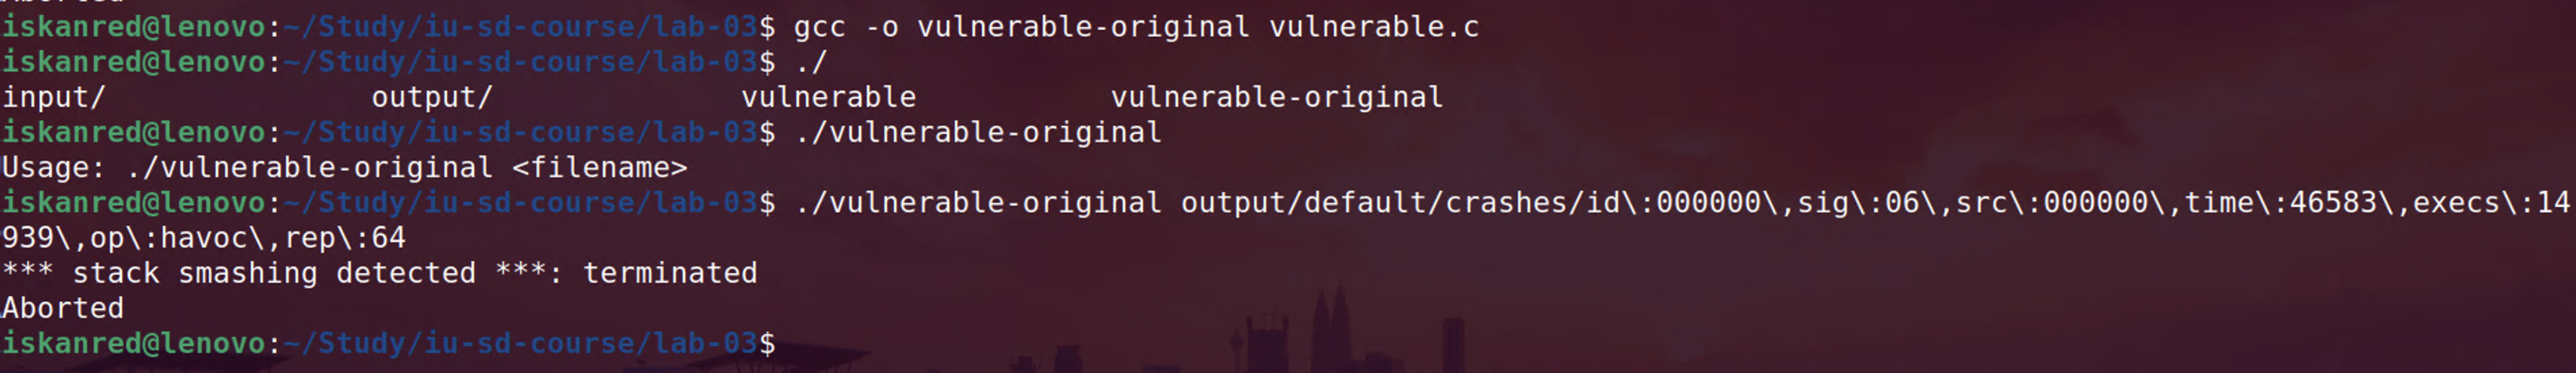 iskanred@lenovo:~/Study/iu-sd-course/lab-03$ gcc -o vulnerable-original vulnerable.c
iskanred@lenovo:~/Study/iu-sd-course/lab-03$ ./
input/ output/ vulnerable vulnerable-original
iskanred@lenovo:~/Study/iu-sd-course/lab-03$ ./vulnerable-original
Usage: ./vulnerable-original <filename>
iskanred@lenovo:~/Study/iu-sd-course/lab-03$ ./vulnerable-original output/default/crashes/id\:000000\,sig\:06\,src\:000000\,time\:46583\,execs\:14
939\,op\:havoc\,rep\:64
*** stack smashing detected ***: terminated
Aborted
iskanred@lenovo:~/Study/iu-sd-course/lab-03$